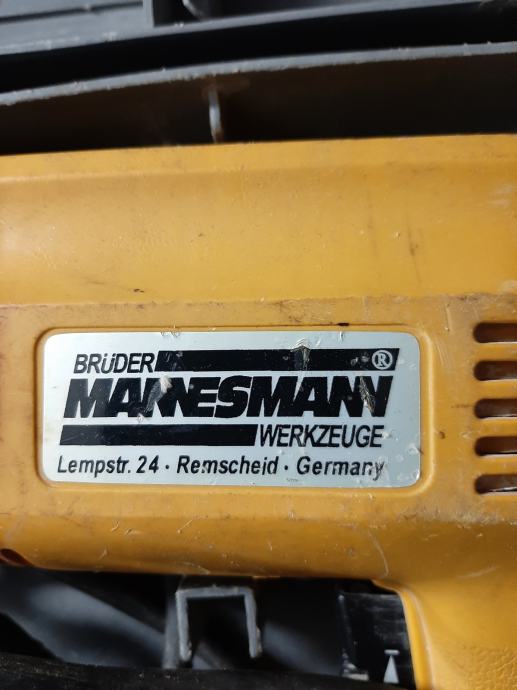 BRÜDER ®
MANNESMANN
WERKZEUGE
Lempstr. 24 · Remscheid · Germany